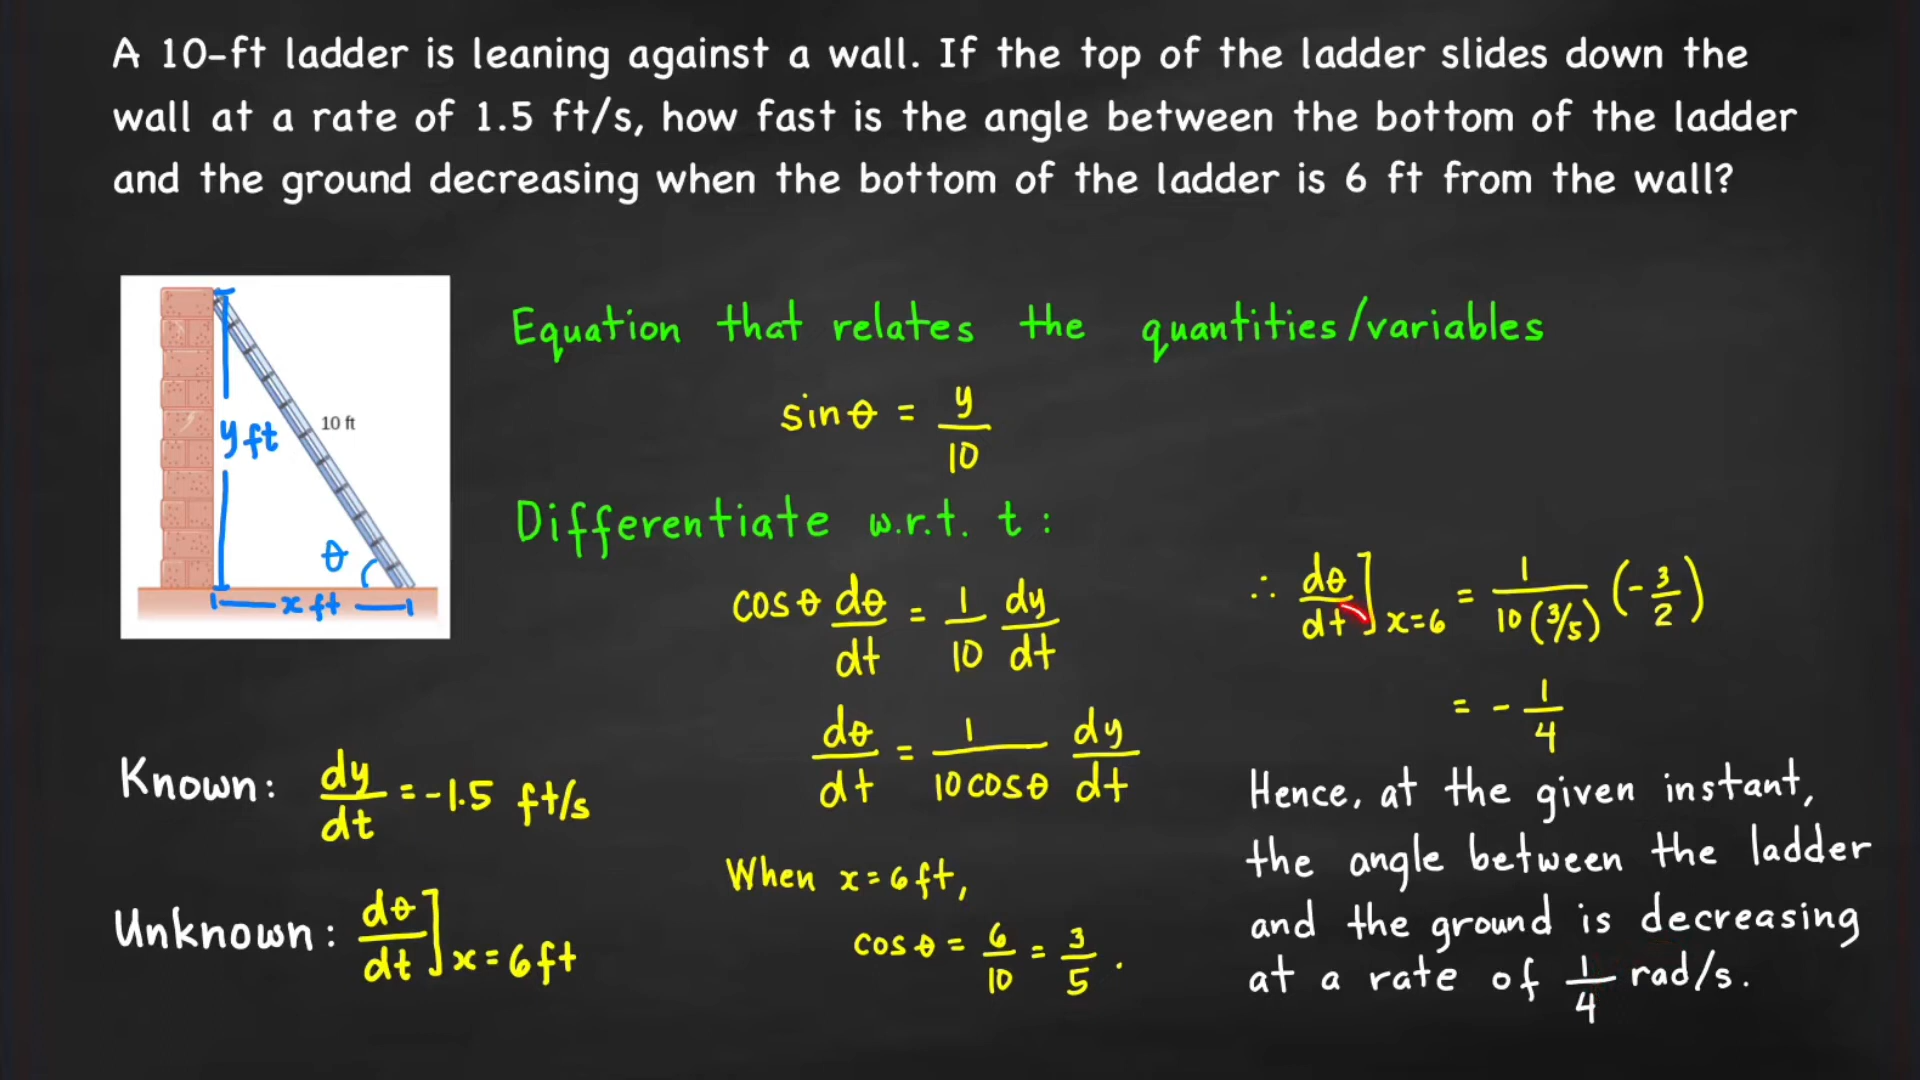 A 10-ft ladder is leaning against a wall. If the top of the ladder slides down the
wall at a rate of 1.5 ft/s, how fast is the angle between the bottom of the ladder
and the ground decreasing when the bottom of the ladder is 6 ft from the wall?
10 ft
y ft
θ
x ft
Known: dy/dt = -1.5 ft/s
Unknown: dθ/dt ] x = 6 ft
Equation that relates the quantities/variables
sin θ = y/10
Differentiate w.r.t. t :
cos θ dθ/dt = 1/10 dy/dt
dθ/dt = 1/(10 cos θ) dy/dt
When x = 6 ft,
cos θ = 6/10 = 3/5 .
∴ dθ/dt ] x=6 = 1/(10 (3/5)) (- 3/2)
= - 1/4
Hence, at the given instant,
the angle between the ladder
and the ground is decreasing
at a rate of 1/4 rad/s.